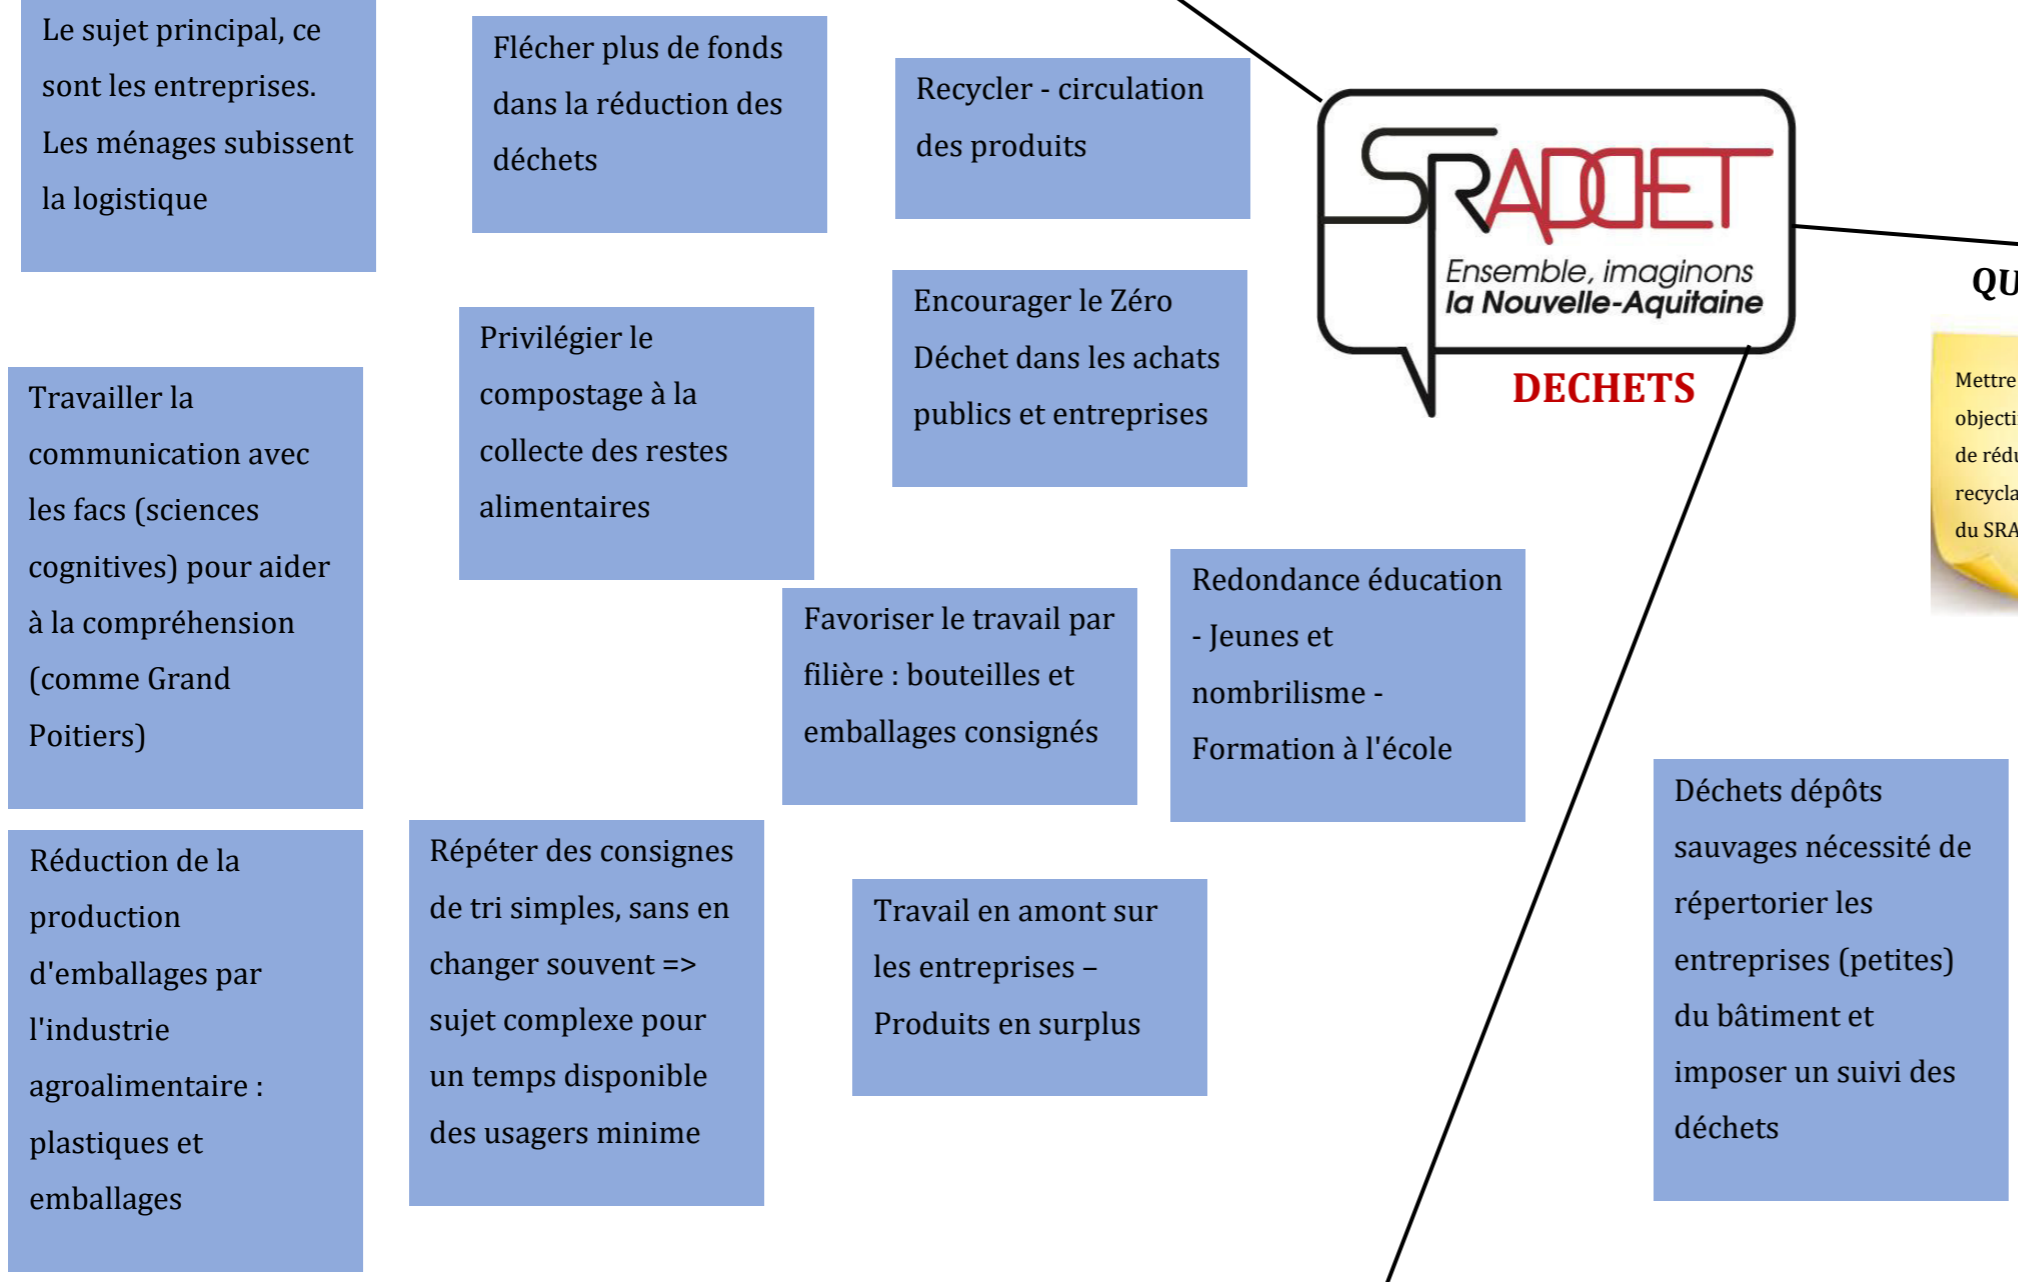 Le sujet principal, ce
sont les entreprises.
Les ménages subissent
la logistique
Flécher plus de fonds
dans la réduction des
déchets
Recycler - circulation
des produits
SRADDET
Ensemble, imaginons
la Nouvelle-Aquitaine
DECHETS
QU
Mettre
objecti
de rédu
recycla
du SRA
Privilégier le
compostage à la
collecte des restes
alimentaires
Encourager le Zéro
Déchet dans les achats
publics et entreprises
Travailler la
communication avec
les facs (sciences
cognitives) pour aider
à la compréhension
(comme Grand
Poitiers)
Favoriser le travail par
filière : bouteilles et
emballages consignés
Redondance éducation
- Jeunes et
nombrilisme -
Formation à l'école
Déchets dépôts
sauvages nécessité de
répertorier les
entreprises (petites)
du bâtiment et
imposer un suivi des
déchets
Réduction de la
production
d'emballages par
l'industrie
agroalimentaire :
plastiques et
emballages
Répéter des consignes
de tri simples, sans en
changer souvent =>
sujet complexe pour
un temps disponible
des usagers minime
Travail en amont sur
les entreprises –
Produits en surplus